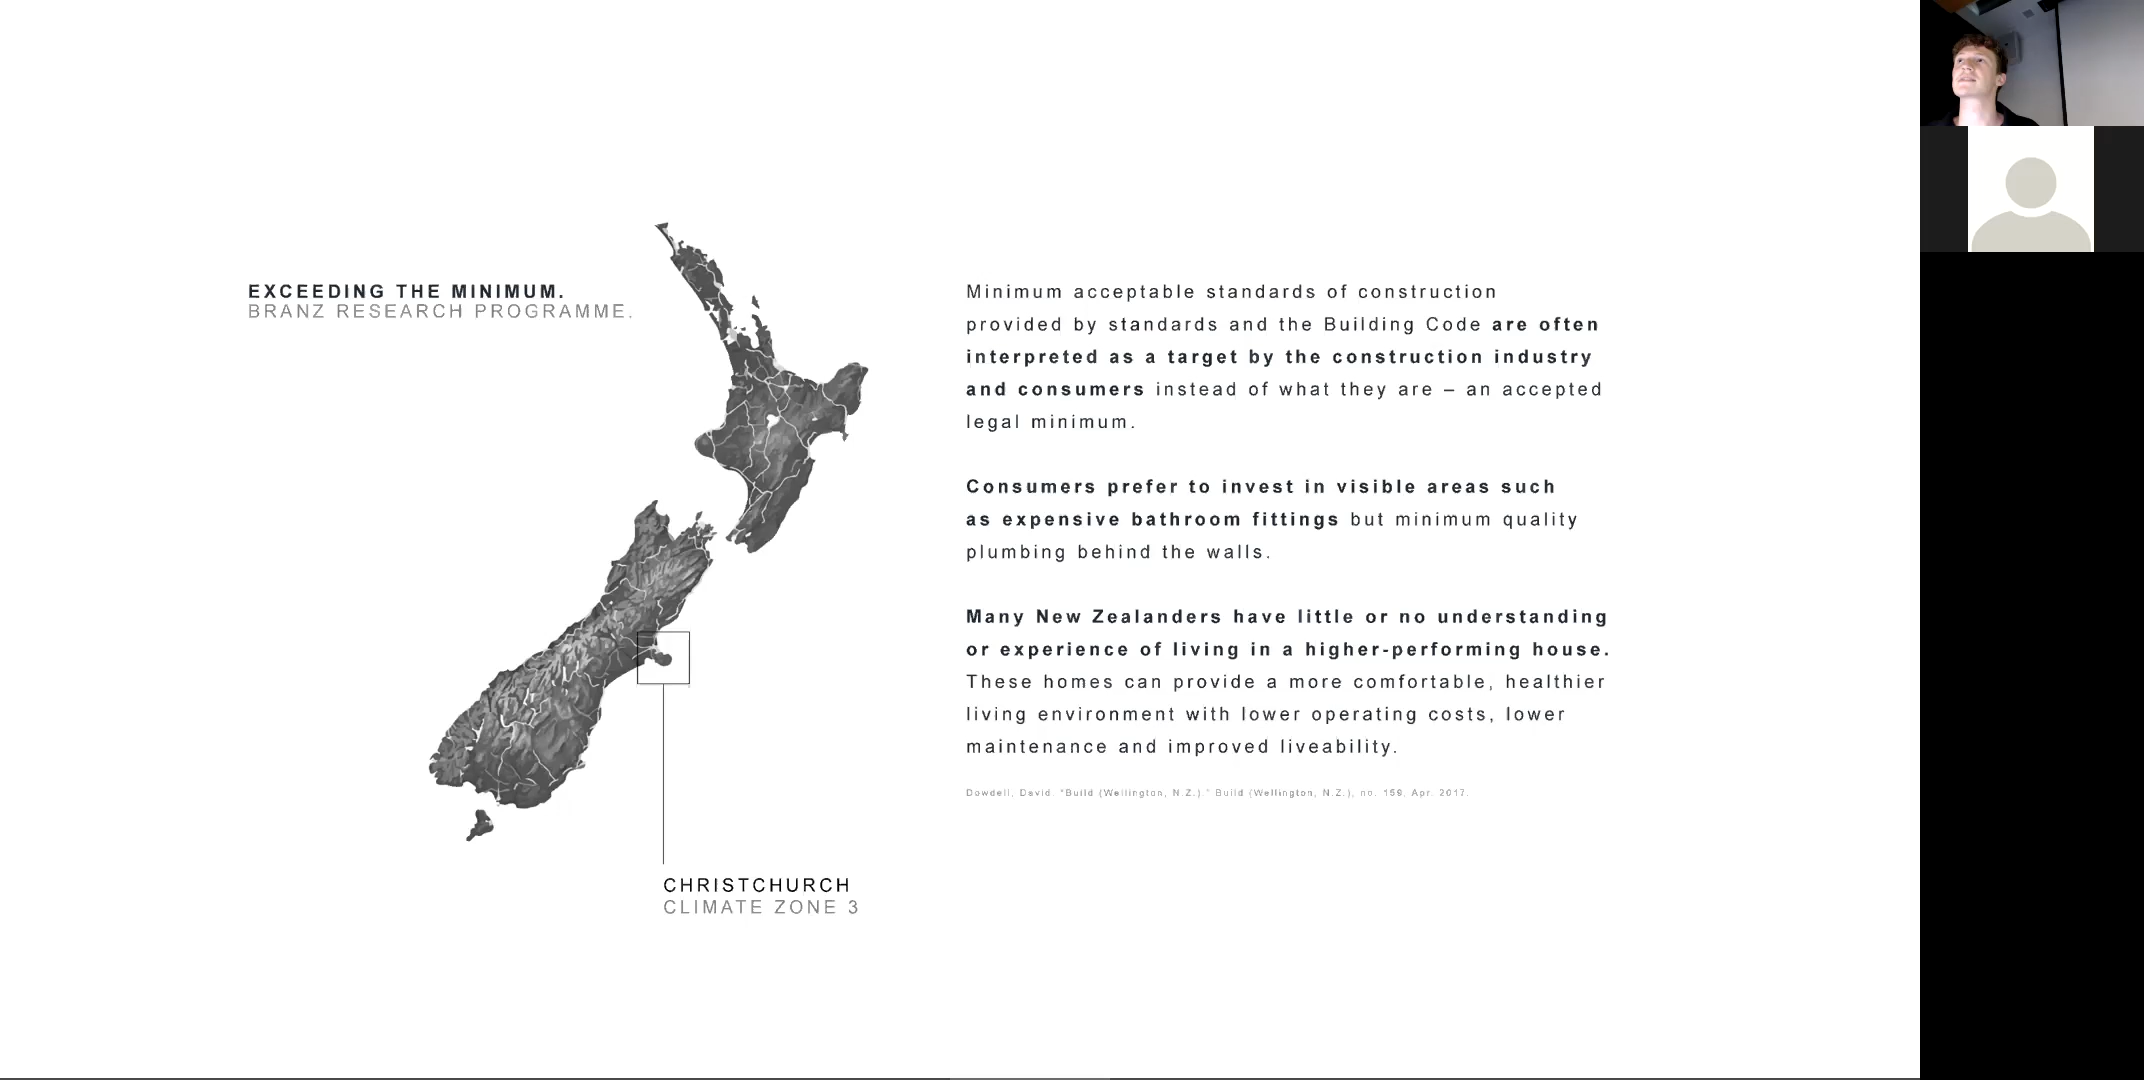 EXCEEDING THE MINIMUM.
BRANZ RESEARCH PROGRAMME.
Minimum acceptable standards of construction
provided by standards and the Building Code are often
interpreted as a target by the construction industry
and consumers instead of what they are – an accepted
legal minimum.
Consumers prefer to invest in visible areas such
as expensive bathroom fittings but minimum quality
plumbing behind the walls.
Many New Zealanders have little or no understanding
or experience of living in a higher-performing house.
These homes can provide a more comfortable, healthier
living environment with lower operating costs, lower
maintenance and improved liveability.
Dowdell, David. "Build (Wellington, N.Z.)." Build (Wellington, N.Z.), no. 159, Apr. 2017.
CHRISTCHURCH
CLIMATE ZONE 3